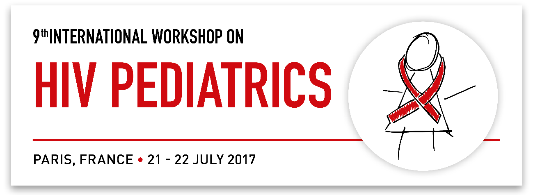 9thINTERNATIONAL WORKSHOP ON
HIV PEDIATRICS
PARIS, FRANCE • 21 - 22 JULY 2017